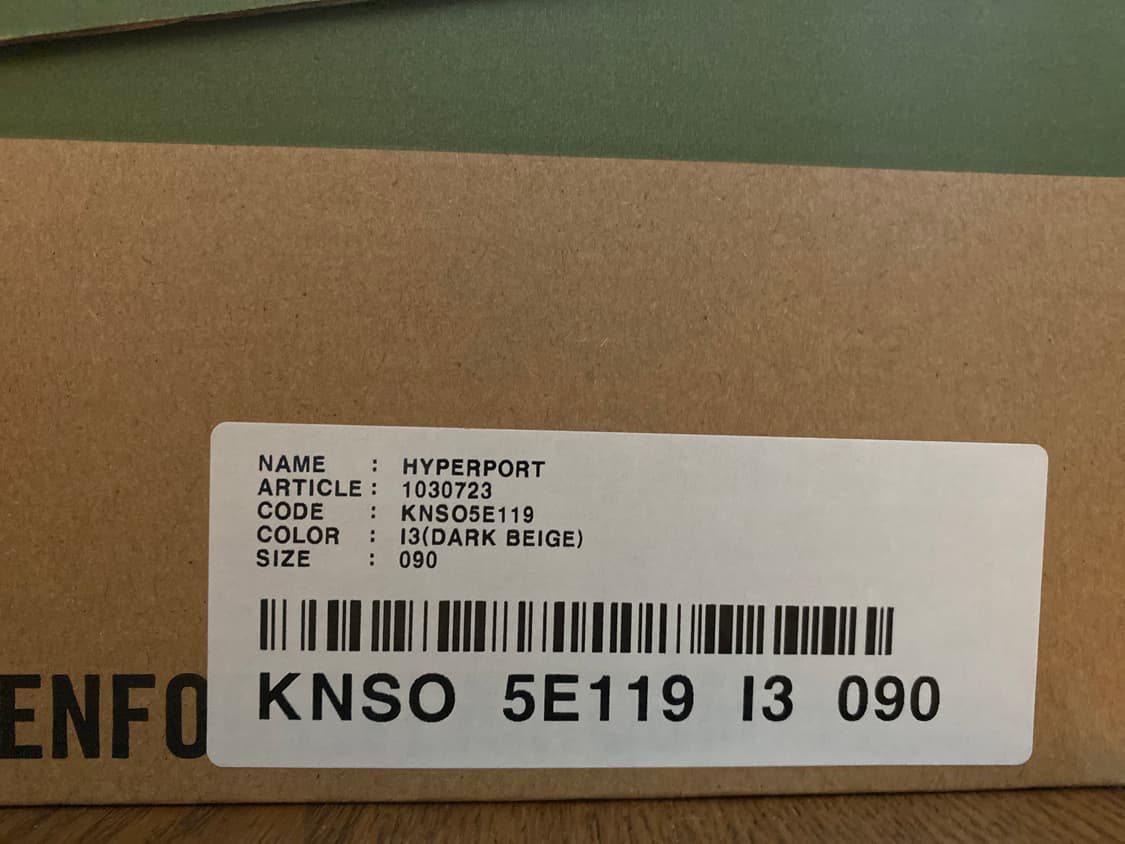 NAME : HYPERPORT
ARTICLE : 1030723
CODE : KNSO5E119
COLOR : I3(DARK BEIGE)
SIZE : 090
KNSO 5E119 I3 090
ENFO